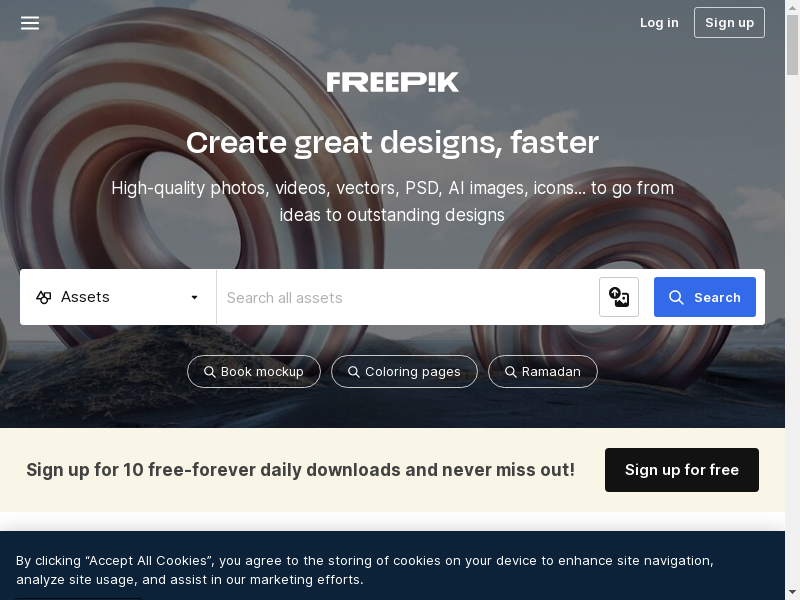 Log in
Sign up
FREEP!K
Create great designs, faster
High-quality photos, videos, vectors, PSD, AI images, icons... to go from
ideas to outstanding designs
Assets
Search all assets
Search
Book mockup
Coloring pages
Ramadan
Sign up for 10 free-forever daily downloads and never miss out!
Sign up for free
By clicking “Accept All Cookies”, you agree to the storing of cookies on your device to enhance site navigation,
analyze site usage, and assist in our marketing efforts.